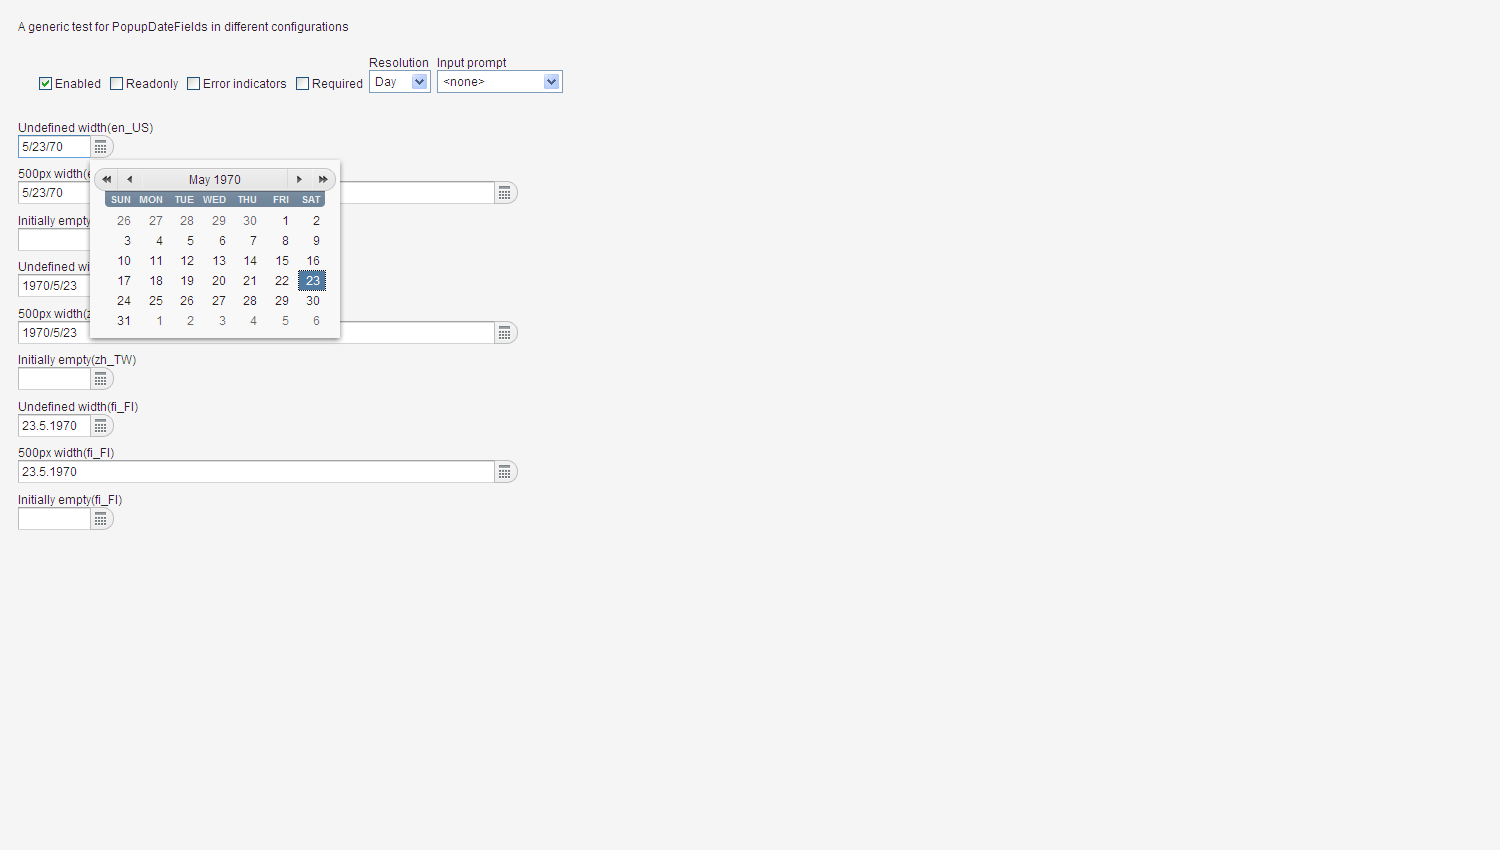 A generic test for PopupDateFields in different configurations
Resolution Input prompt
Enabled Readonly Error indicators Required Day <none>
Undefined width(en_US)
5/23/70
500px width(e
5/23/70
May 1970
SUN MON TUE WED THU FRI SAT
26 27 28 29 30 1 2
3 4 5 6 7 8 9
10 11 12 13 14 15 16
17 18 19 20 21 22 23
24 25 26 27 28 29 30
31 1 2 3 4 5 6
Initially empty
Undefined wi
1970/5/23
500px width(z
1970/5/23
Initially empty(zh_TW)
Undefined width(fi_FI)
23.5.1970
500px width(fi_FI)
23.5.1970
Initially empty(fi_FI)